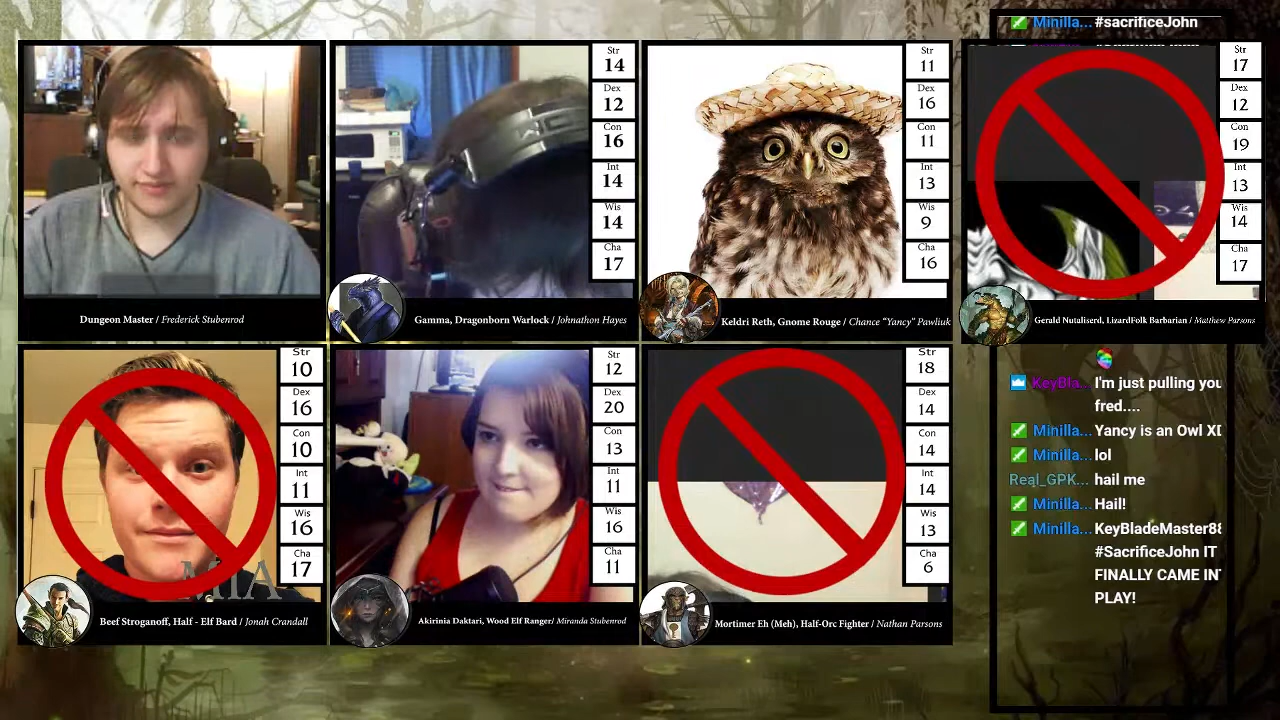 Minilla... #sacrificeJohn
Str
14
Dex
12
Con
16
Int
14
Wis
14
Cha
17
Str
11
Dex
16
Con
11
Int
13
Wis
9
Cha
16
Str
17
Dex
12
Con
19
Int
13
Wis
14
Cha
17
Dungeon Master / Frederick Stubenrod
Gamma, Dragonborn Warlock / Johnathon Hayes
Keldri Reth, Gnome Rouge / Chance "Yancy" Pawliuk
Gerald Nutaliserd, LizardFolk Barbarian / Matthew Parsons
Str
10
Dex
16
Con
10
Int
11
Wis
16
Cha
17
MIA
Str
12
Dex
20
Con
13
Int
11
Wis
16
Cha
11
Str
18
Dex
14
Con
14
Int
14
Wis
13
Cha
6
Beef Stroganoff, Half - Elf Bard / Jonah Crandall
Akirinia Daktari, Wood Elf Ranger/ Miranda Stubenrod
Mortimer Eh (Meh), Half-Orc Fighter / Nathan Parsons
KeyBla... I'm just pulling you
fred....
Minilla... Yancy is an Owl XD
Minilla... lol
Real_GPK... hail me
Minilla... Hail!
Minilla... KeyBladeMaster88
#SacrificeJohn IT
FINALLY CAME INT
PLAY!